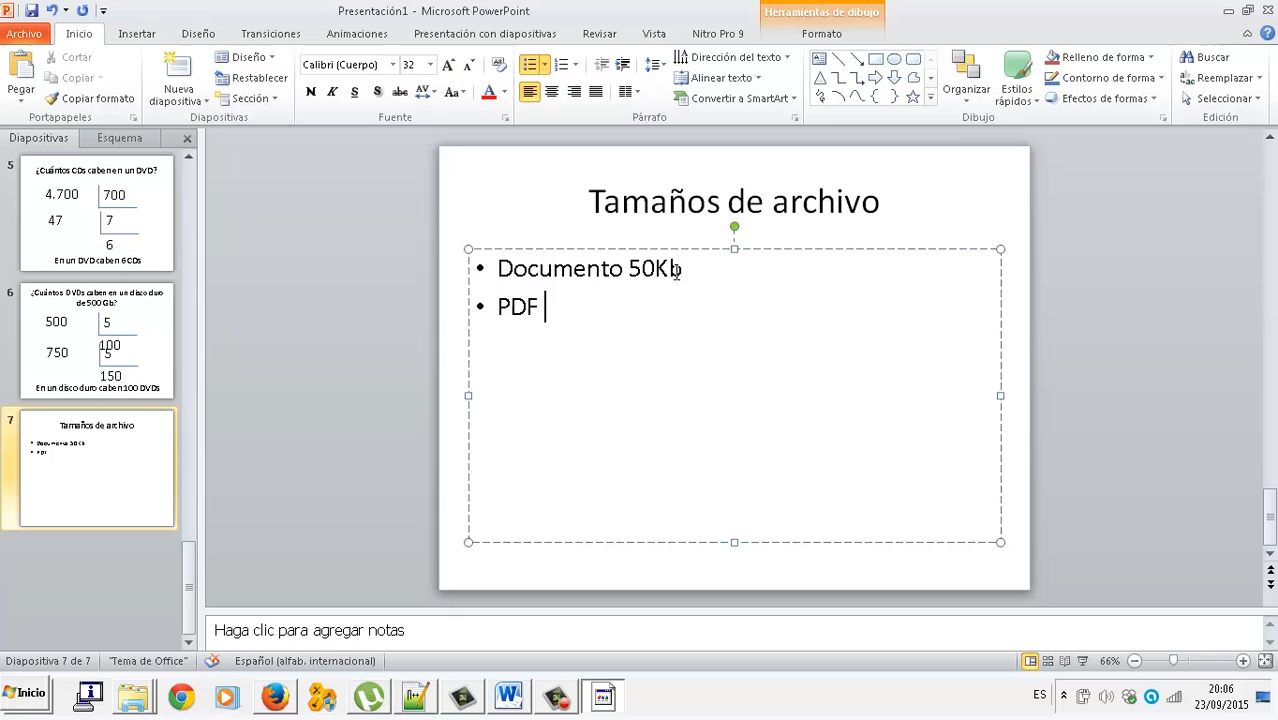 Presentación1 - Microsoft PowerPoint
Herramientas de dibujo
Archivo Inicio Insertar Diseño Transiciones Animaciones Presentación con diapositivas Revisar Vista Nitro Pro 9 Formato
Pegar
Cortar
Copiar
Copiar formato
Portapapeles
Nueva diapositiva
Diseño
Restablecer
Sección
Diapositivas
Calibri (Cuerpo) 32
N K S S abc AV Aa A
Fuente
Dirección del texto
Alinear texto
Convertir a SmartArt
Párrafo
Organizar
Estilos rápidos
Relleno de forma
Contorno de forma
Efectos de formas
Dibujo
Buscar
Reemplazar
Seleccionar
Edición
Diapositivas Esquema
5
¿Cuántos CDs caben en un DVD?
4.700 700
47 7
6
En un DVD caben 6 CDs
6
¿Cuántos DVDs caben en un disco duro
de 500 Gb?
500 5
100
750 5
150
En un disco duro caben 100 DVDs
7
Tamaños de archivo
• Documento 50Kb
• PDF
Tamaños de archivo
• Documento 50Kb
• PDF
Haga clic para agregar notas
Diapositiva 7 de 7 "Tema de Office" Español (alfab. internacional) 66%
Inicio
ES
20:06
23/09/2015